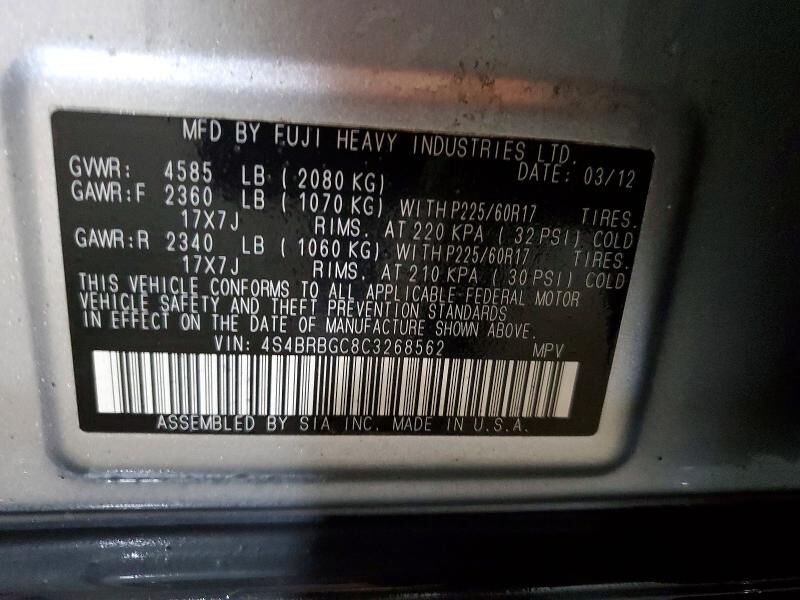 MFD BY FUJI HEAVY INDUSTRIES LTD.
GVWR: 4585 LB ( 2080 KG) DATE: 03/12
GAWR:F 2360 LB ( 1070 KG) WITH P225/60R17 TIRES.
17X7J RIMS. AT 220 KPA ( 32 PSI) COLD
GAWR:R 2340 LB ( 1060 KG) WITH P225/60R17 TIRES.
17X7J RIMS. AT 210 KPA ( 30 PSI) COLD
THIS VEHICLE CONFORMS TO ALL APPLICABLE FEDERAL MOTOR
VEHICLE SAFETY AND THEFT PREVENTION STANDARDS
IN EFFECT ON THE DATE OF MANUFACTURE SHOWN ABOVE.
VIN: 4S4BRBGC8C3268562 MPV
ASSEMBLED BY SIA INC. MADE IN U.S.A.